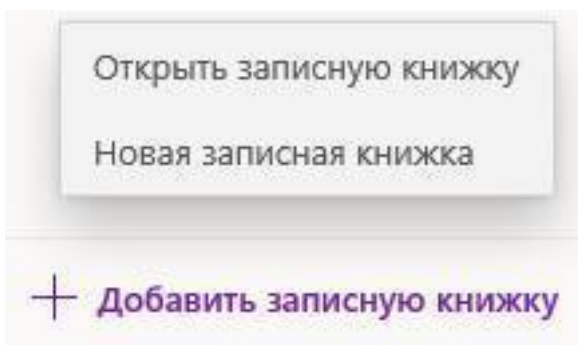 Открыть записную книжку
Новая записная книжка
Добавить записную книжку